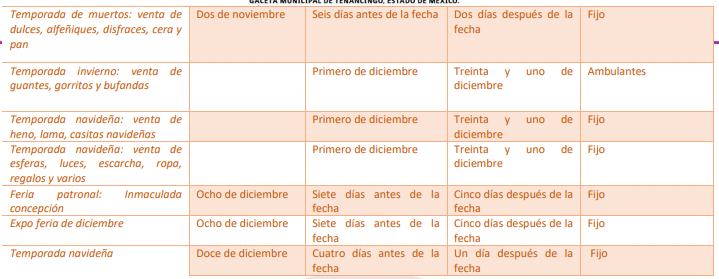 GACETA MUNICIPAL DE TENANCINGO, ESTADO DE MÉXICO.
Temporada de muertos: venta de dulces, alfeñiques, disfraces, cera y pan | Dos de noviembre | Seis días antes de la fecha | Dos días después de la fecha | Fijo
Temporada invierno: venta de guantes, gorritos y bufandas | Primero de diciembre | Treinta y uno de diciembre | Ambulantes
Temporada navideña: venta de heno, lama, casitas navideñas | Primero de diciembre | Treinta y uno de diciembre | Fijo
Temporada navideña: venta de esferas, luces, escarcha, ropa, regalos y varios | Primero de diciembre | Treinta y uno de diciembre | Fijo
Feria patronal: Inmaculada concepción | Ocho de diciembre | Siete días antes de la fecha | Cinco días después de la fecha | Fijo
Expo feria de diciembre | Ocho de diciembre | Siete días antes de la fecha | Cinco días después de la fecha | Fijo
Temporada navideña | Doce de diciembre | Cuatro días antes de la fecha | Un día después de la fecha | Fijo